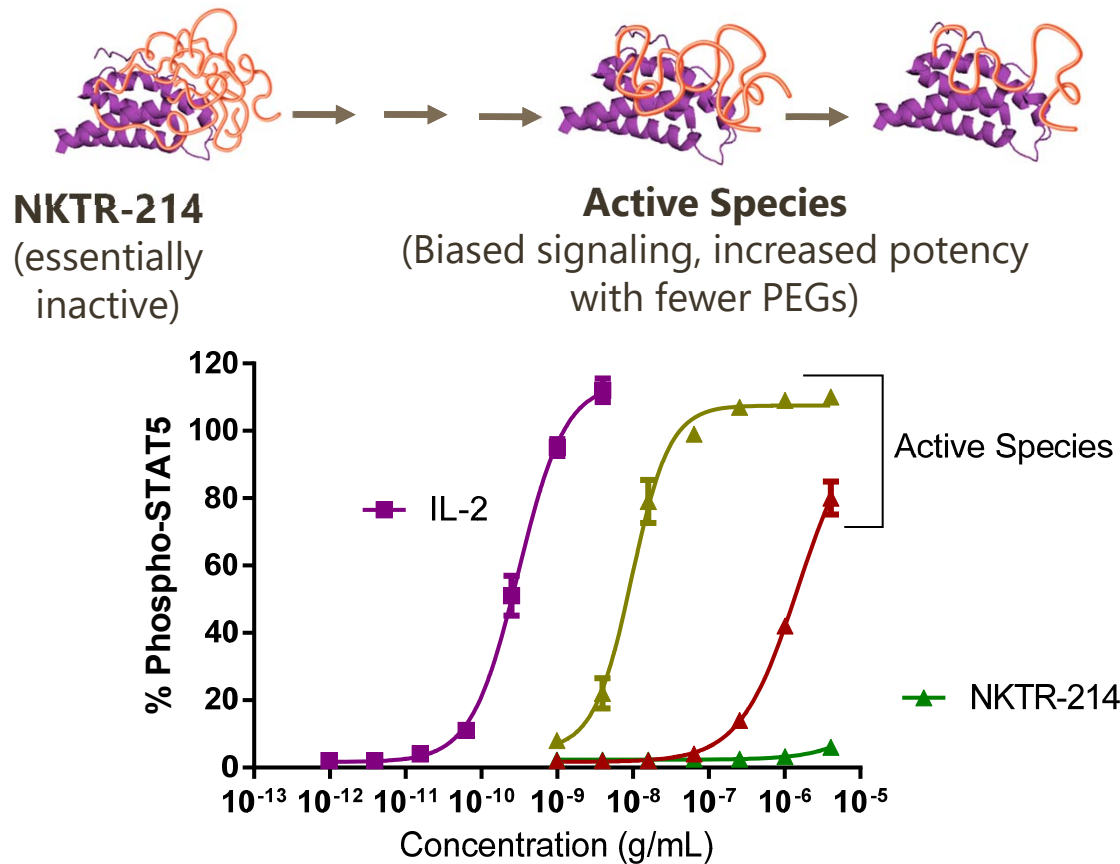 NKTR-214
(essentially
inactive)
Active Species
(Biased signaling, increased potency
with fewer PEGs)
% Phospho-STAT5
120
100
80
60
40
20
0
IL-2
Active Species
NKTR-214
10⁻¹³ 10⁻¹² 10⁻¹¹ 10⁻¹⁰ 10⁻⁹ 10⁻⁸ 10⁻⁷ 10⁻⁶ 10⁻⁵
Concentration (g/mL)